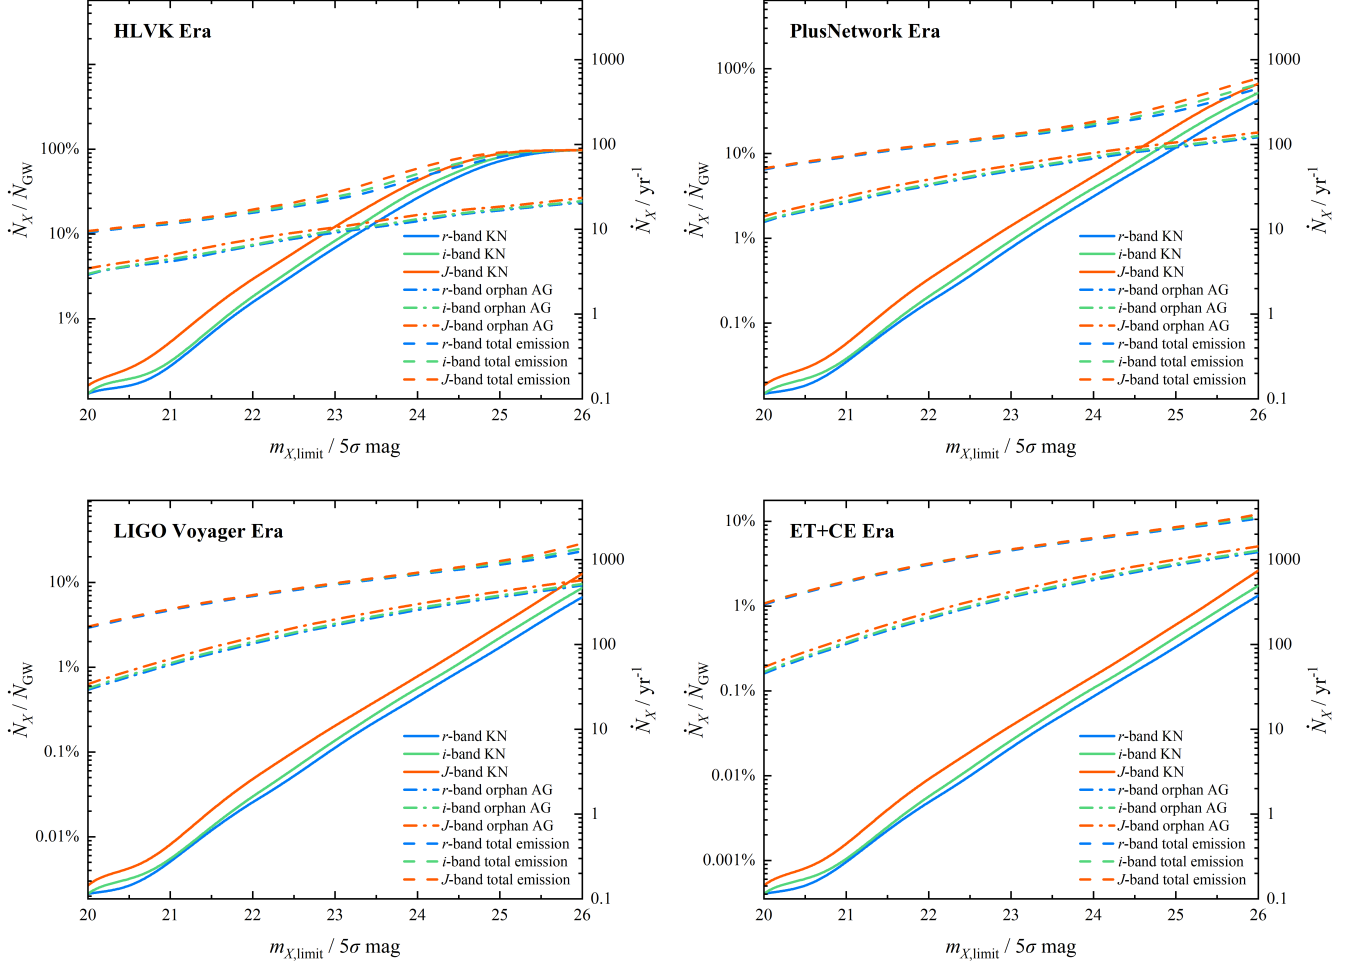 HLVK Era
100%
10%
1%
1000
100
10
1
0.1
Ṅ_X / Ṅ_GW
Ṅ_X / yr⁻¹
r-band KN
i-band KN
J-band KN
r-band orphan AG
i-band orphan AG
J-band orphan AG
r-band total emission
i-band total emission
J-band total emission
20 21 22 23 24 25 26
m_X,limit / 5σ mag
PlusNetwork Era
100%
10%
1%
0.1%
1000
100
10
1
0.1
Ṅ_X / Ṅ_GW
Ṅ_X / yr⁻¹
r-band KN
i-band KN
J-band KN
r-band orphan AG
i-band orphan AG
J-band orphan AG
r-band total emission
i-band total emission
J-band total emission
20 21 22 23 24 25 26
m_X,limit / 5σ mag
LIGO Voyager Era
10%
1%
0.1%
0.01%
1000
100
10
1
0.1
Ṅ_X / Ṅ_GW
Ṅ_X / yr⁻¹
r-band KN
i-band KN
J-band KN
r-band orphan AG
i-band orphan AG
J-band orphan AG
r-band total emission
i-band total emission
J-band total emission
20 21 22 23 24 25 26
m_X,limit / 5σ mag
ET+CE Era
10%
1%
0.1%
0.01%
0.001%
1000
100
10
1
0.1
Ṅ_X / Ṅ_GW
Ṅ_X / yr⁻¹
r-band KN
i-band KN
J-band KN
r-band orphan AG
i-band orphan AG
J-band orphan AG
r-band total emission
i-band total emission
J-band total emission
20 21 22 23 24 25 26
m_X,limit / 5σ mag